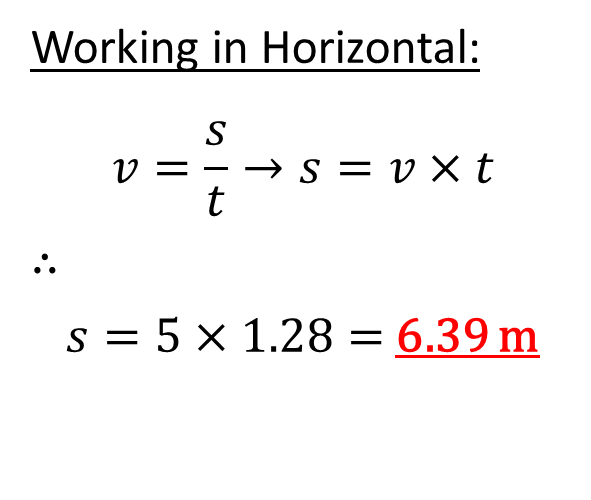 Working in Horizontal:
v = s/t → s = v × t
∴
s = 5 × 1.28 = 6.39 m